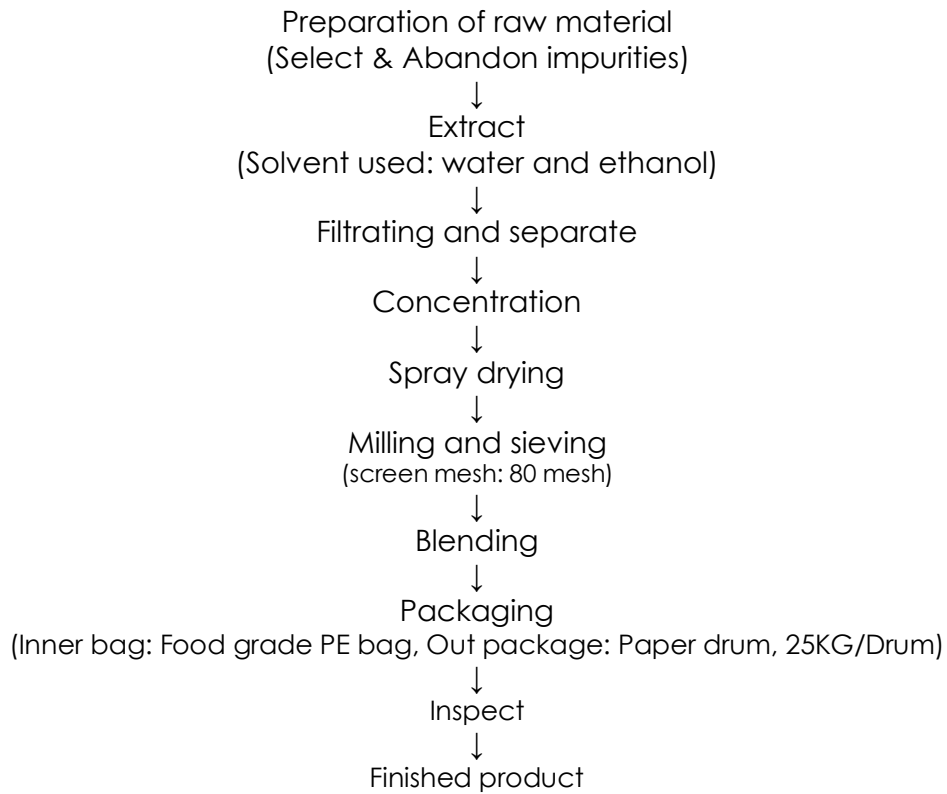 Preparation of raw material
(Select & Abandon impurities)
↓
Extract
(Solvent used: water and ethanol)
↓
Filtrating and separate
↓
Concentration
↓
Spray drying
↓
Milling and sieving
(screen mesh: 80 mesh)
↓
Blending
↓
Packaging
(Inner bag: Food grade PE bag, Out package: Paper drum, 25KG/Drum)
↓
Inspect
↓
Finished product